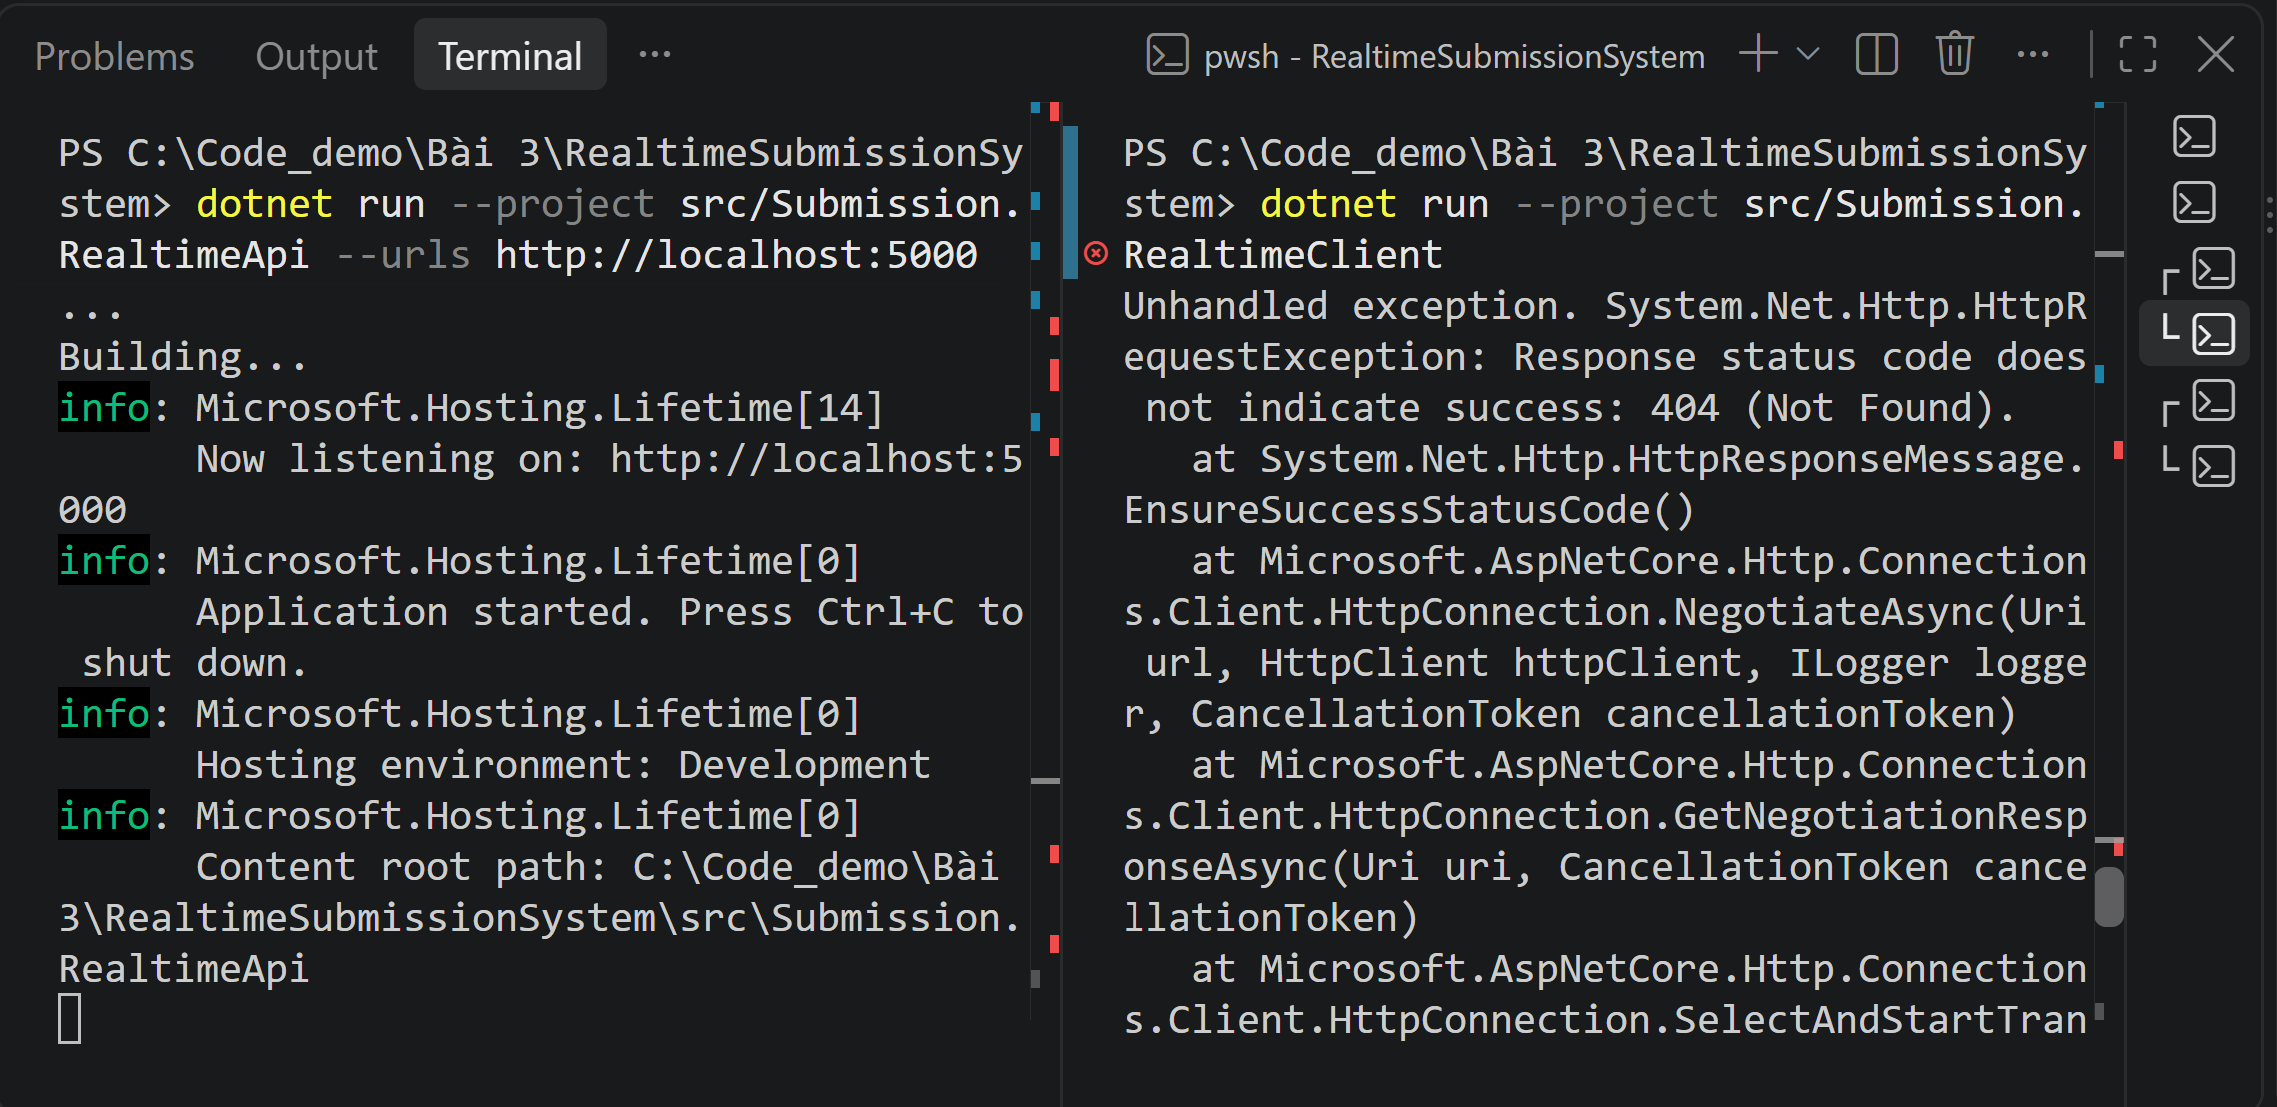 Problems Output Terminal ...
pwsh - RealtimeSubmissionSystem
PS C:\Code_demo\Bài 3\RealtimeSubmissionSy
stem> dotnet run --project src/Submission.
RealtimeApi --urls http://localhost:5000
...
Building...
info: Microsoft.Hosting.Lifetime[14]
      Now listening on: http://localhost:5
000
info: Microsoft.Hosting.Lifetime[0]
      Application started. Press Ctrl+C to
 shut down.
info: Microsoft.Hosting.Lifetime[0]
      Hosting environment: Development
info: Microsoft.Hosting.Lifetime[0]
      Content root path: C:\Code_demo\Bài
3\RealtimeSubmissionSystem\src\Submission.
RealtimeApi
PS C:\Code_demo\Bài 3\RealtimeSubmissionSy
stem> dotnet run --project src/Submission.
RealtimeClient
Unhandled exception. System.Net.Http.HttpR
equestException: Response status code does
 not indicate success: 404 (Not Found).
   at System.Net.Http.HttpResponseMessage.
EnsureSuccessStatusCode()
   at Microsoft.AspNetCore.Http.Connection
s.Client.HttpConnection.NegotiateAsync(Uri
 url, HttpClient httpClient, ILogger logge
r, CancellationToken cancellationToken)
   at Microsoft.AspNetCore.Http.Connection
s.Client.HttpConnection.GetNegotiationResp
onseAsync(Uri uri, CancellationToken cance
llationToken)
   at Microsoft.AspNetCore.Http.Connection
s.Client.HttpConnection.SelectAndStartTran